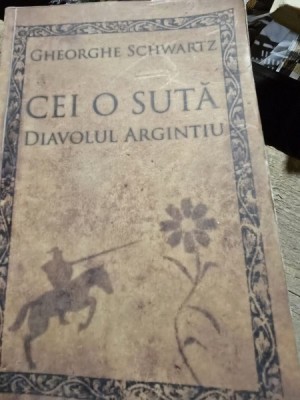 GHEORGHE SCHWARTZ
CEI O SUTĂ
DIAVOLUL ARGINTIU